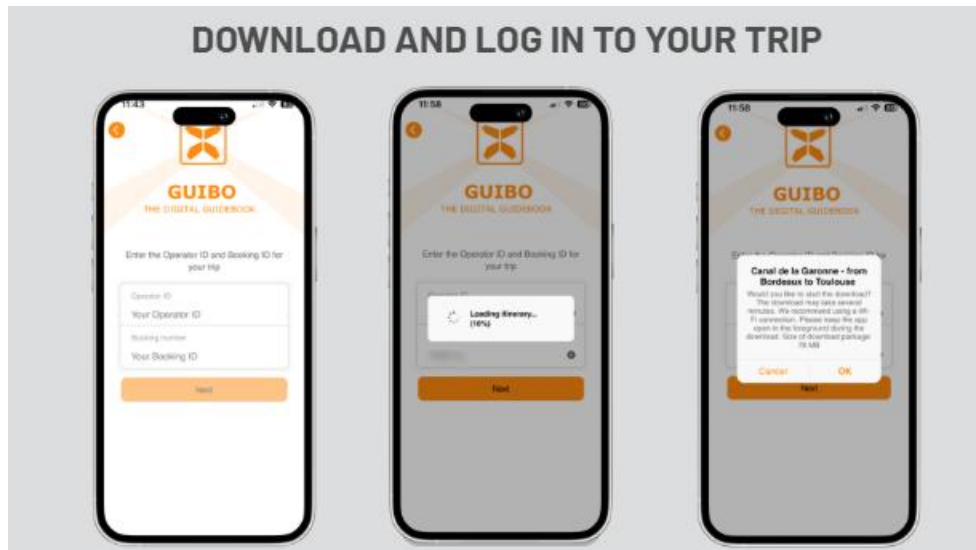 DOWNLOAD AND LOG IN TO YOUR TRIP
11:43
GUIBO
THE DIGITAL GUIDEBOOK
Enter the Operator ID and Booking ID for
your trip
Operator ID
Your Operator ID
Booking number
Your Booking ID
Next
11:58
GUIBO
THE DIGITAL GUIDEBOOK
Enter the Operator ID and Booking ID for
your trip
Loading itinerary...
(16%)
Next
11:58
GUIBO
THE DIGITAL GUIDEBOOK
Canal de la Garonne - from
Bordeaux to Toulouse
Would you like to start the download?
The download may take several
minutes. We recommend using a Wi-
Fi connection. Please keep the app
open in the foreground during the
download. Size of download package:
78 MB
Cancel
OK
Next